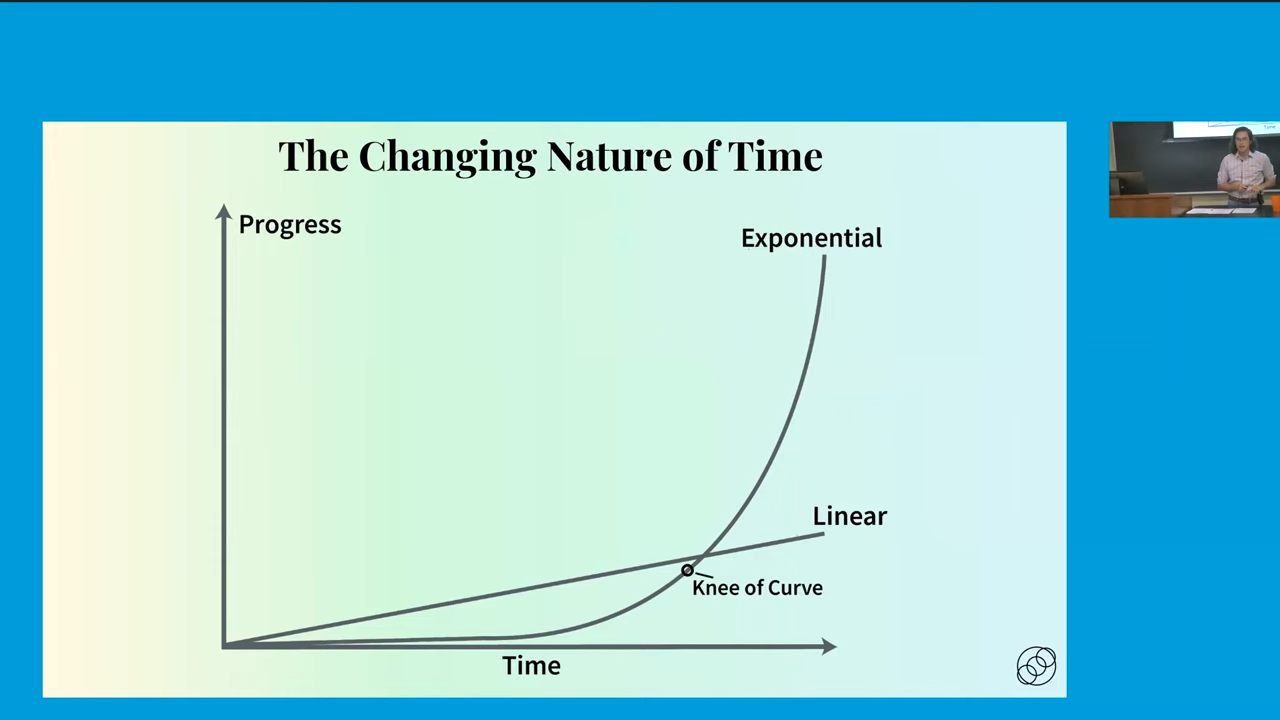 The Changing Nature of Time
Progress
Exponential
Linear
Knee of Curve
Time